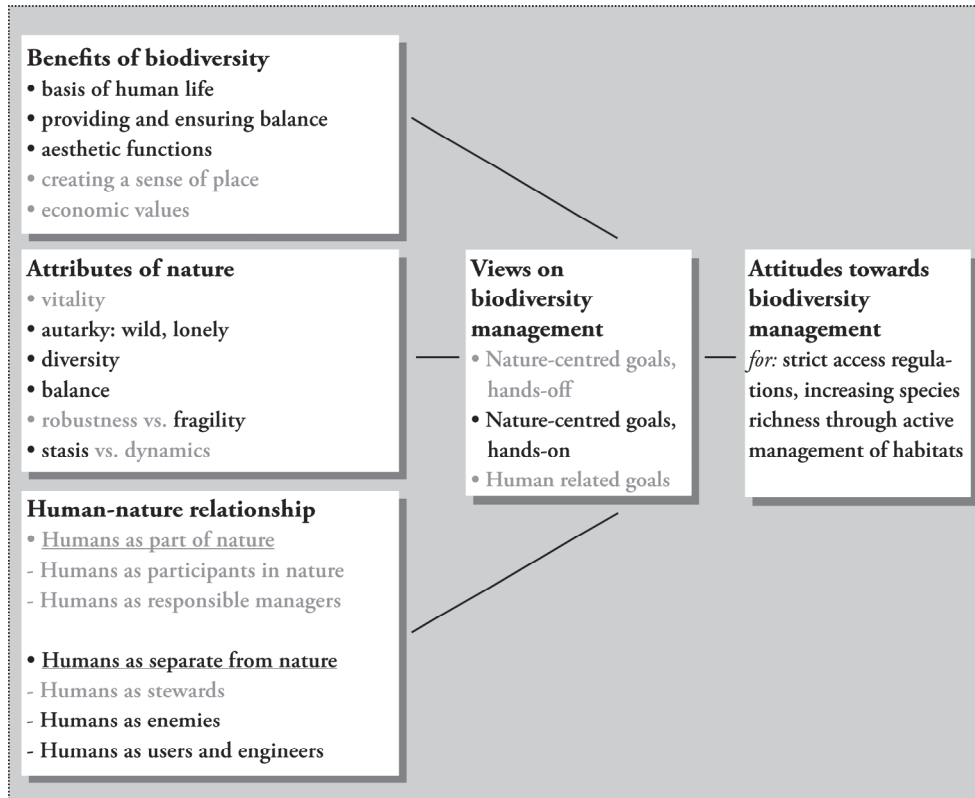 Benefits of biodiversity
• basis of human life
• providing and ensuring balance
• aesthetic functions
• creating a sense of place
• economic values
Attributes of nature
• vitality
• autarky: wild, lonely
• diversity
• balance
• robustness vs. fragility
• stasis vs. dynamics
Human-nature relationship
• Humans as part of nature
- Humans as participants in nature
- Humans as responsible managers
• Humans as separate from nature
- Humans as stewards
- Humans as enemies
- Humans as users and engineers
Views on
biodiversity
management
• Nature-centred goals,
hands-off
• Nature-centred goals,
hands-on
• Human related goals
Attitudes towards
biodiversity
management
for: strict access regula-
tions, increasing species
richness through active
management of habitats